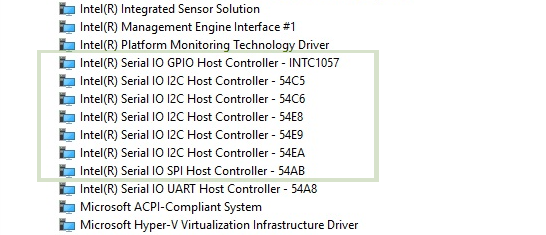 Intel(R) Integrated Sensor Solution
Intel(R) Management Engine Interface #1
Intel(R) Platform Monitoring Technology Driver
Intel(R) Serial IO GPIO Host Controller - INTC1057
Intel(R) Serial IO I2C Host Controller - 54C5
Intel(R) Serial IO I2C Host Controller - 54C6
Intel(R) Serial IO I2C Host Controller - 54E8
Intel(R) Serial IO I2C Host Controller - 54E9
Intel(R) Serial IO I2C Host Controller - 54EA
Intel(R) Serial IO SPI Host Controller - 54AB
Intel(R) Serial IO UART Host Controller - 54A8
Microsoft ACPI-Compliant System
Microsoft Hyper-V Virtualization Infrastructure Driver